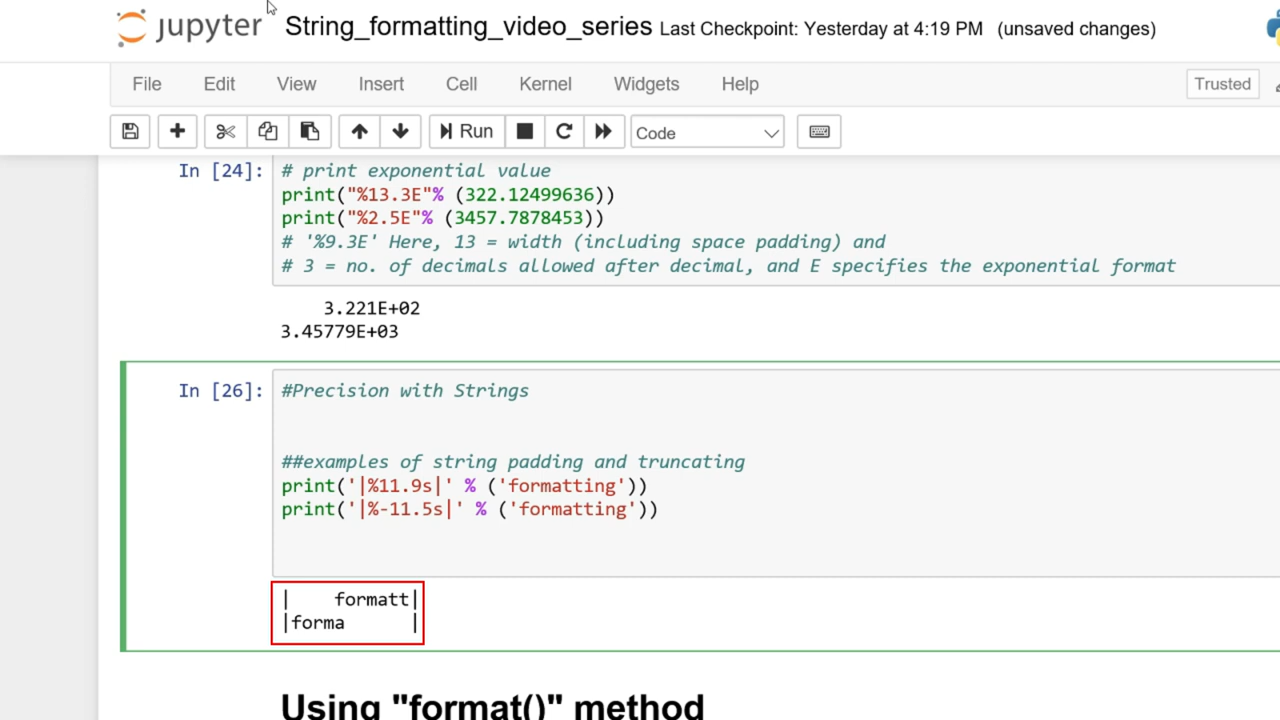 jupyter String_formatting_video_series Last Checkpoint: Yesterday at 4:19 PM (unsaved changes)
File Edit View Insert Cell Kernel Widgets Help Trusted
Run Code
In [24]: # print exponential value
print("%13.3E"% (322.12499636))
print("%2.5E"% (3457.7878453))
# '%9.3E' Here, 13 = width (including space padding) and
# 3 = no. of decimals allowed after decimal, and E specifies the exponential format
    3.221E+02
3.45779E+03
In [26]: #Precision with Strings
##examples of string padding and truncating
print('|%11.9s|' % ('formatting'))
print('|%-11.5s|' % ('formatting'))
|    formatt|
|forma      |
Using "format()" method